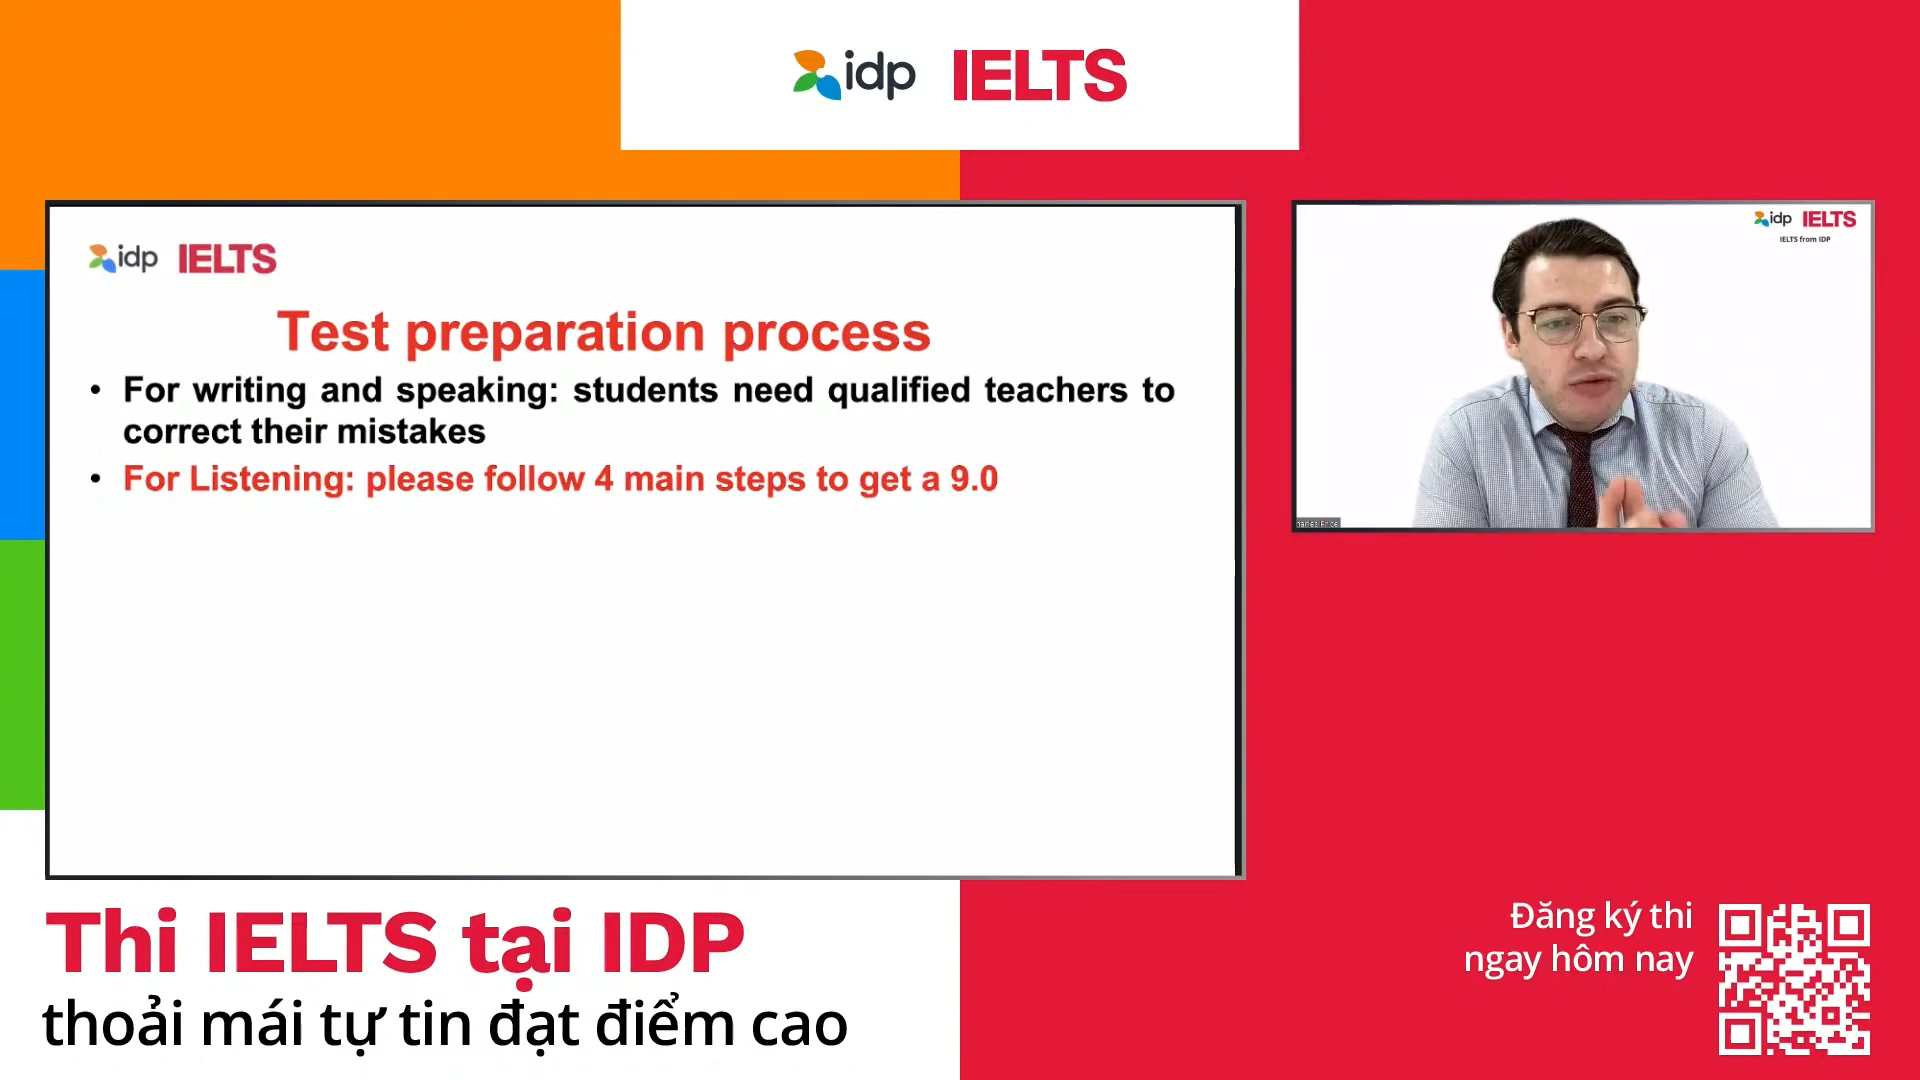 idp IELTS
idp IELTS
Test preparation process
• For writing and speaking: students need qualified teachers to
correct their mistakes
• For Listening: please follow 4 main steps to get a 9.0
idp IELTS
IELTS from IDP
Thi IELTS tại IDP
thoải mái tự tin đạt điểm cao
Đăng ký thi
ngay hôm nay